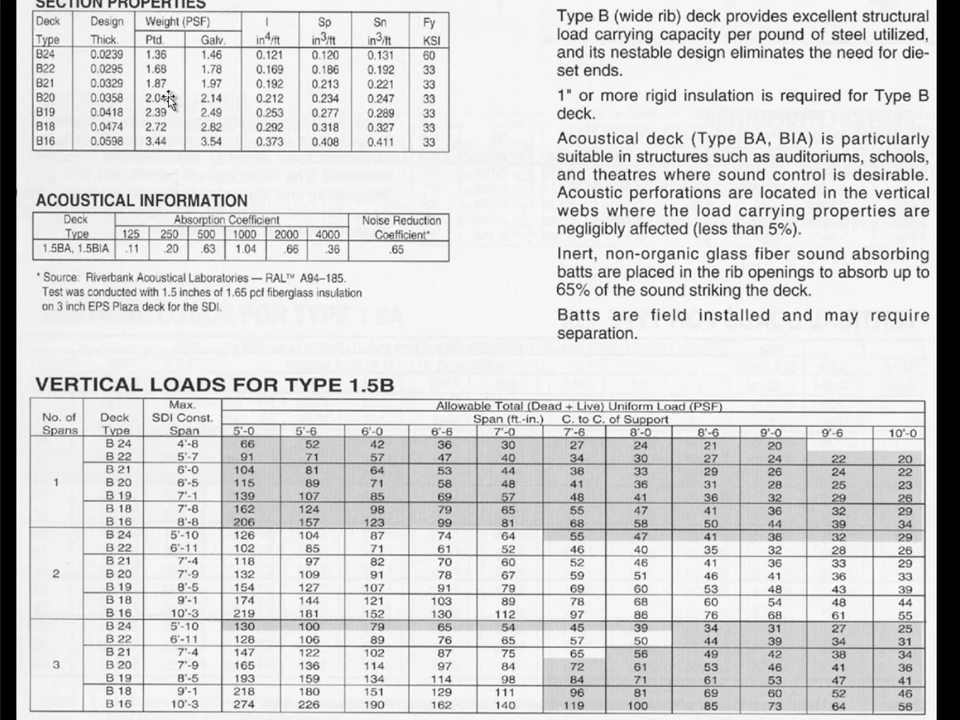 SECTION PROPERTIES
Deck Design Weight (PSF) I Sp Sn Fy
Type Thick. Ptd. Galv. in⁴/ft in³/ft in³/ft KSI
B24 0.0239 1.36 1.46 0.121 0.120 0.131 60
B22 0.0295 1.68 1.78 0.169 0.186 0.192 33
B21 0.0329 1.87 1.97 0.192 0.213 0.221 33
B20 0.0358 2.14 0.212 0.234 0.247 33
B19 0.0418 2.39 2.49 0.253 0.277 0.289 33
B18 0.0474 2.72 2.82 0.292 0.318 0.327 33
B16 0.0598 3.44 3.54 0.373 0.408 0.411 33
ACOUSTICAL INFORMATION
Deck Absorption Coefficient Noise Reduction
Type 125 250 500 1000 2000 4000 Coefficient*
1.5BA, 1.5BIA .11 .20 .63 1.04 .66 .36 .65
* Source: Riverbank Acoustical Laboratories — RAL™ A94–185.
Test was conducted with 1.5 inches of 1.65 pcf fiberglass insulation
on 3 inch EPS Plaza deck for the SDI.
Type B (wide rib) deck provides excellent structural
load carrying capacity per pound of steel utilized,
and its nestable design eliminates the need for die-
set ends.
1" or more rigid insulation is required for Type B
deck.
Acoustical deck (Type BA, BIA) is particularly
suitable in structures such as auditoriums, schools,
and theatres where sound control is desirable.
Acoustic perforations are located in the vertical
webs where the load carrying properties are
negligibly affected (less than 5%).
Inert, non-organic glass fiber sound absorbing
batts are placed in the rib openings to absorb up to
65% of the sound striking the deck.
Batts are field installed and may require
separation.
VERTICAL LOADS FOR TYPE 1.5B
Max. Allowable Total (Dead + Live) Uniform Load (PSF)
No. of Deck SDI Const. Span (ft.-in.) C. to C. of Support
Spans Type Span 5'-0 5'-6 6'-0 6'-6 7'-0 7'-6 8'-0 8'-6 9'-0 9'-6 10'-0
B 24 4'-8 66 52 42 36 30 27 24 21 20
B 22 5'-7 91 71 57 47 40 34 30 27 24 22 20
B 21 6'-0 104 81 64 53 44 38 33 29 26 24 22
1 B 20 6'-5 115 89 71 58 48 41 36 31 28 25 23
B 19 7'-1 139 107 85 69 57 48 41 36 32 29 26
B 18 7'-8 162 124 98 79 65 55 47 41 36 32 29
B 16 8'-8 206 157 123 99 81 68 58 50 44 39 34
B 24 5'-10 126 104 87 74 64 55 47 41 36 32 29
B 22 6'-11 102 85 71 61 52 46 40 35 32 28 26
B 21 7'-4 118 97 82 70 60 52 46 41 36 33 29
2 B 20 7'-9 132 109 91 78 67 59 51 46 41 36 33
B 19 8'-5 154 127 107 91 79 69 60 53 48 43 39
B 18 9'-1 174 144 121 103 89 78 68 60 54 48 44
B 16 10'-3 219 181 152 130 112 97 86 76 68 61 55
B 24 5'-10 130 100 79 65 54 45 39 34 31 27 25
B 22 6'-11 128 106 89 76 65 57 50 44 39 34 31
B 21 7'-4 147 122 102 87 75 65 56 49 42 38 34
3 B 20 7'-9 165 136 114 97 84 72 61 53 46 41 36
B 19 8'-5 193 159 134 114 98 84 71 61 53 47 41
B 18 9'-1 218 180 151 129 111 96 81 69 60 52 46
B 16 10'-3 274 226 190 162 140 119 100 85 73 64 56